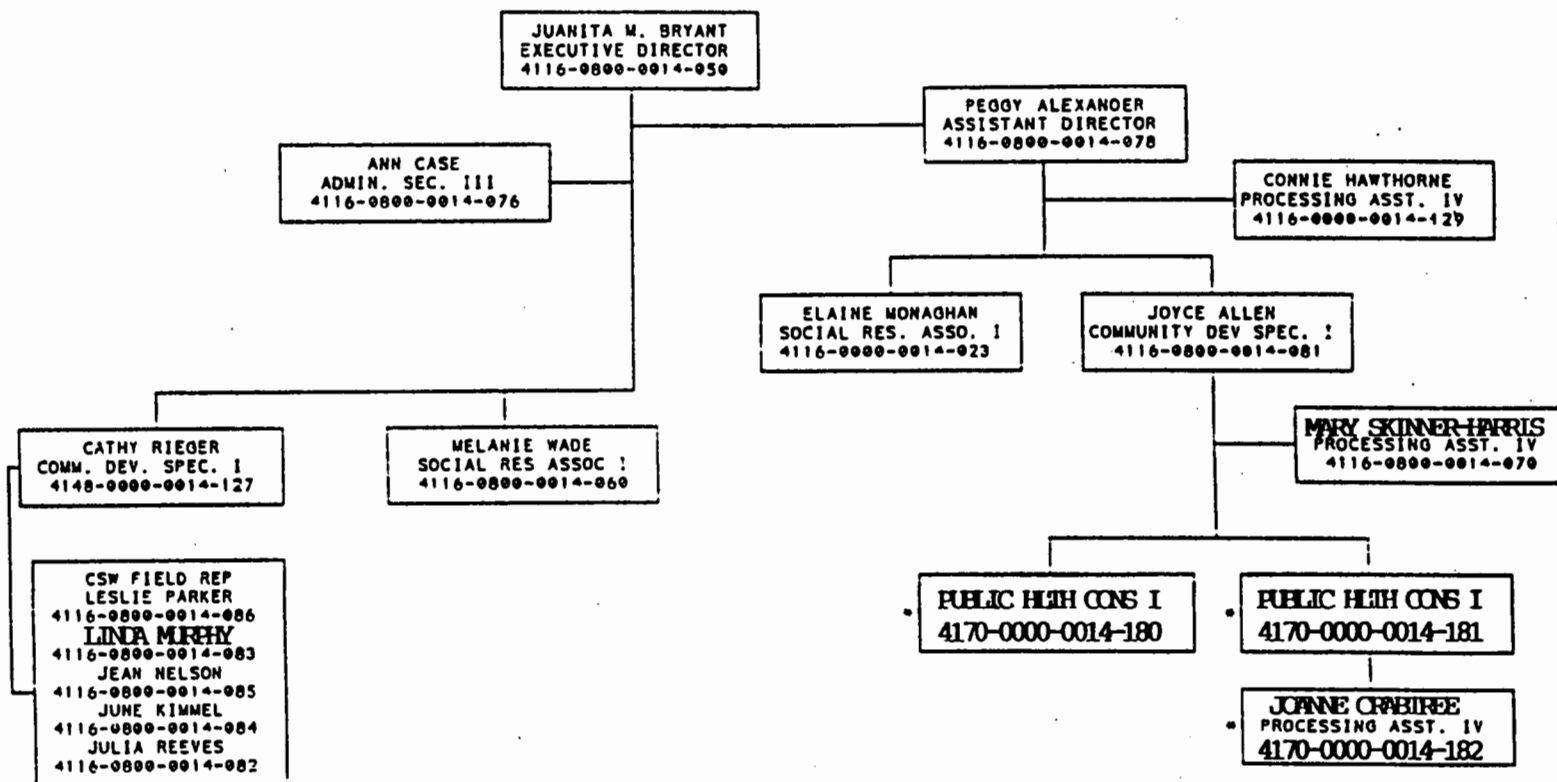 JUANITA M. BRYANT
EXECUTIVE DIRECTOR
4116-0800-0014-050
PEGGY ALEXANDER
ASSISTANT DIRECTOR
4116-0800-0014-078
ANN CASE
ADMIN. SEC. III
4116-0800-0014-076
CONNIE HAWTHORNE
PROCESSING ASST. IV
4116-0000-0014-129
ELAINE MONAGHAN
SOCIAL RES. ASSO. I
4116-0000-0014-023
JOYCE ALLEN
COMMUNITY DEV SPEC. I
4116-0800-0014-081
CATHY RIEGER
COMM. DEV. SPEC. I
4148-0000-0014-127
MELANIE WADE
SOCIAL RES ASSOC I
4116-0800-0014-060
MARY SKINNER-HARRIS
PROCESSING ASST. IV
4116-0800-0014-070
CSW FIELD REP
LESLIE PARKER
4116-0800-0014-086
LINDA MURPHY
4116-0800-0014-083
JEAN NELSON
4116-0800-0014-085
JUNE KIMMEL
4116-0800-0014-084
JULIA REEVES
4116-0800-0014-082
* PUBLIC HLTH CONS I
4170-0000-0014-180
* PUBLIC HLTH CONS I
4170-0000-0014-181
* JOANNE CRABTREE
PROCESSING ASST. IV
4170-0000-0014-182